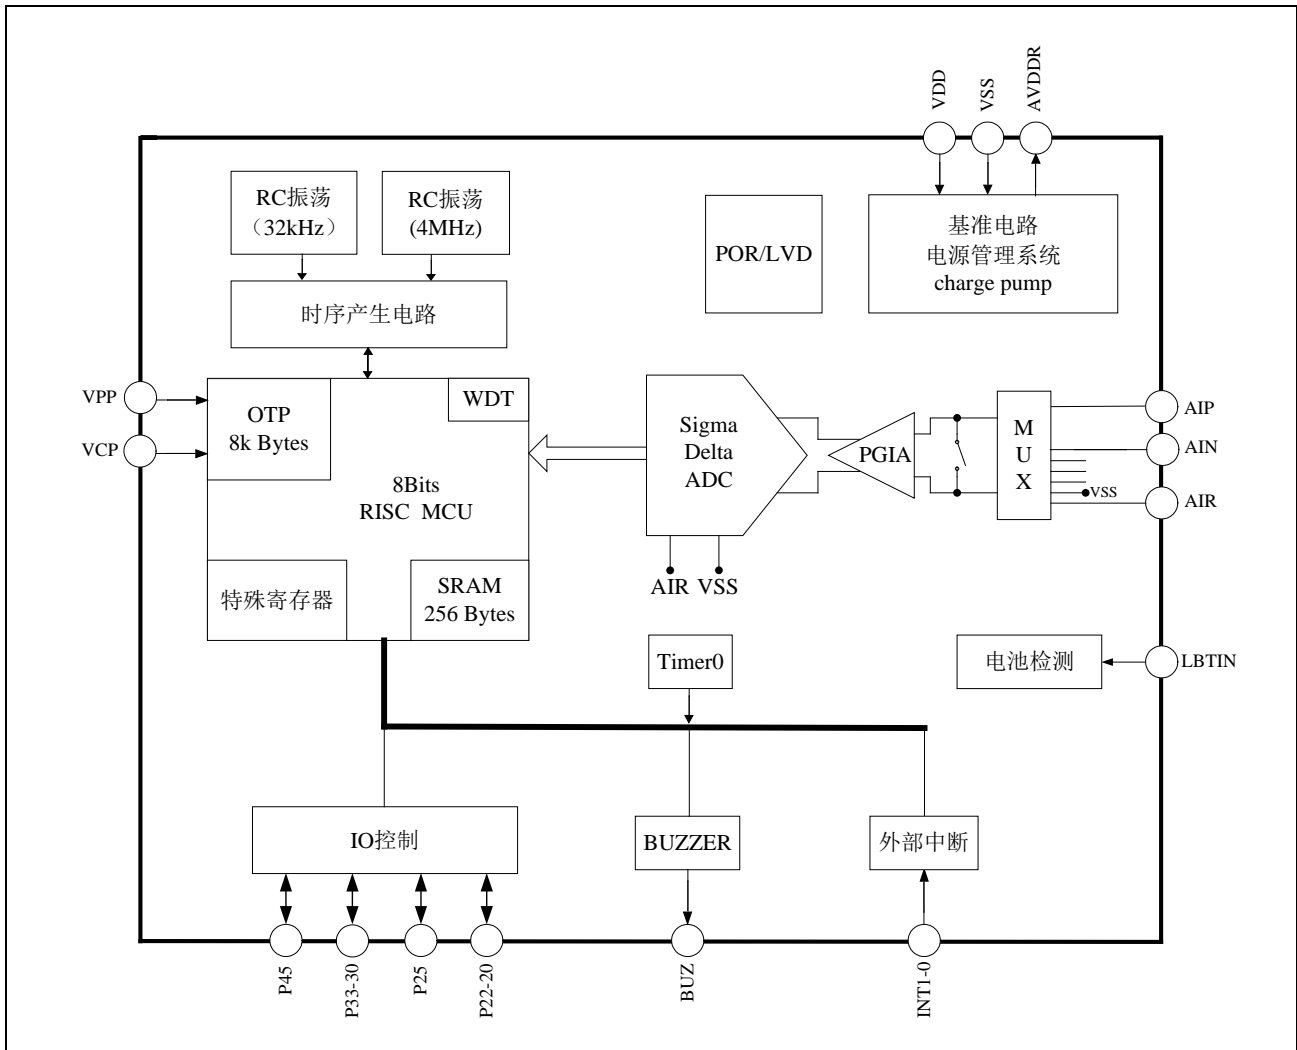 VDD
VSS
AVDDR
RC振荡
（32kHz）
RC振荡
(4MHz)
POR/LVD
基准电路
电源管理系统
charge pump
时序产生电路
VPP
VCP
OTP
8k Bytes
WDT
8Bits
RISC MCU
特殊寄存器
SRAM
256 Bytes
Sigma
Delta
ADC
AIR
VSS
PGIA
M
U
X
VSS
AIP
AIN
AIR
Timer0
电池检测
LBTIN
IO控制
BUZZER
外部中断
P45
P33-30
P25
P22-20
BUZ
INT1-0